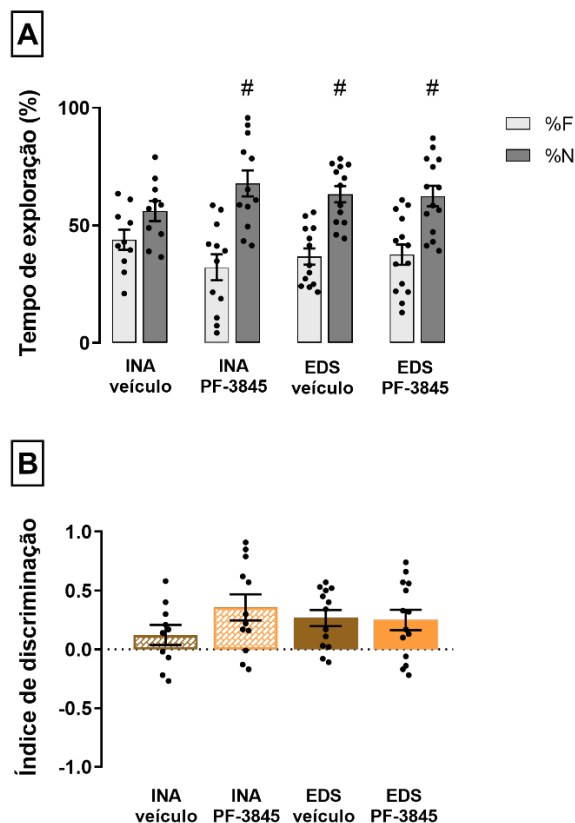 A
# # #
%F
%N
Tempo de exploração (%)
100
50
0
INA
veículo
INA
PF-3845
EDS
veículo
EDS
PF-3845
B
Índice de discriminação
1.0
0.5
0.0
-0.5
-1.0
INA
veículo
INA
PF-3845
EDS
veículo
EDS
PF-3845